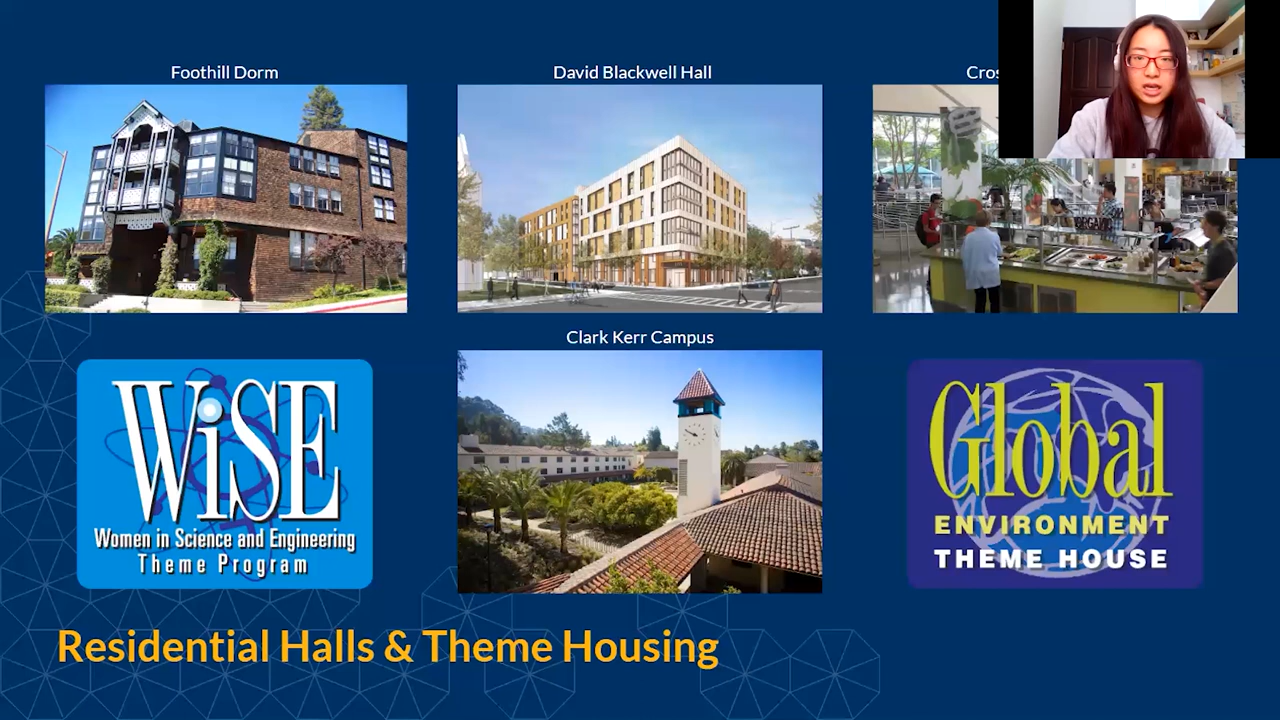 Foothill Dorm
David Blackwell Hall
Cros
Clark Kerr Campus
WiSE
Women in Science and Engineering
Theme Program
Global
ENVIRONMENT
THEME HOUSE
Residential Halls & Theme Housing